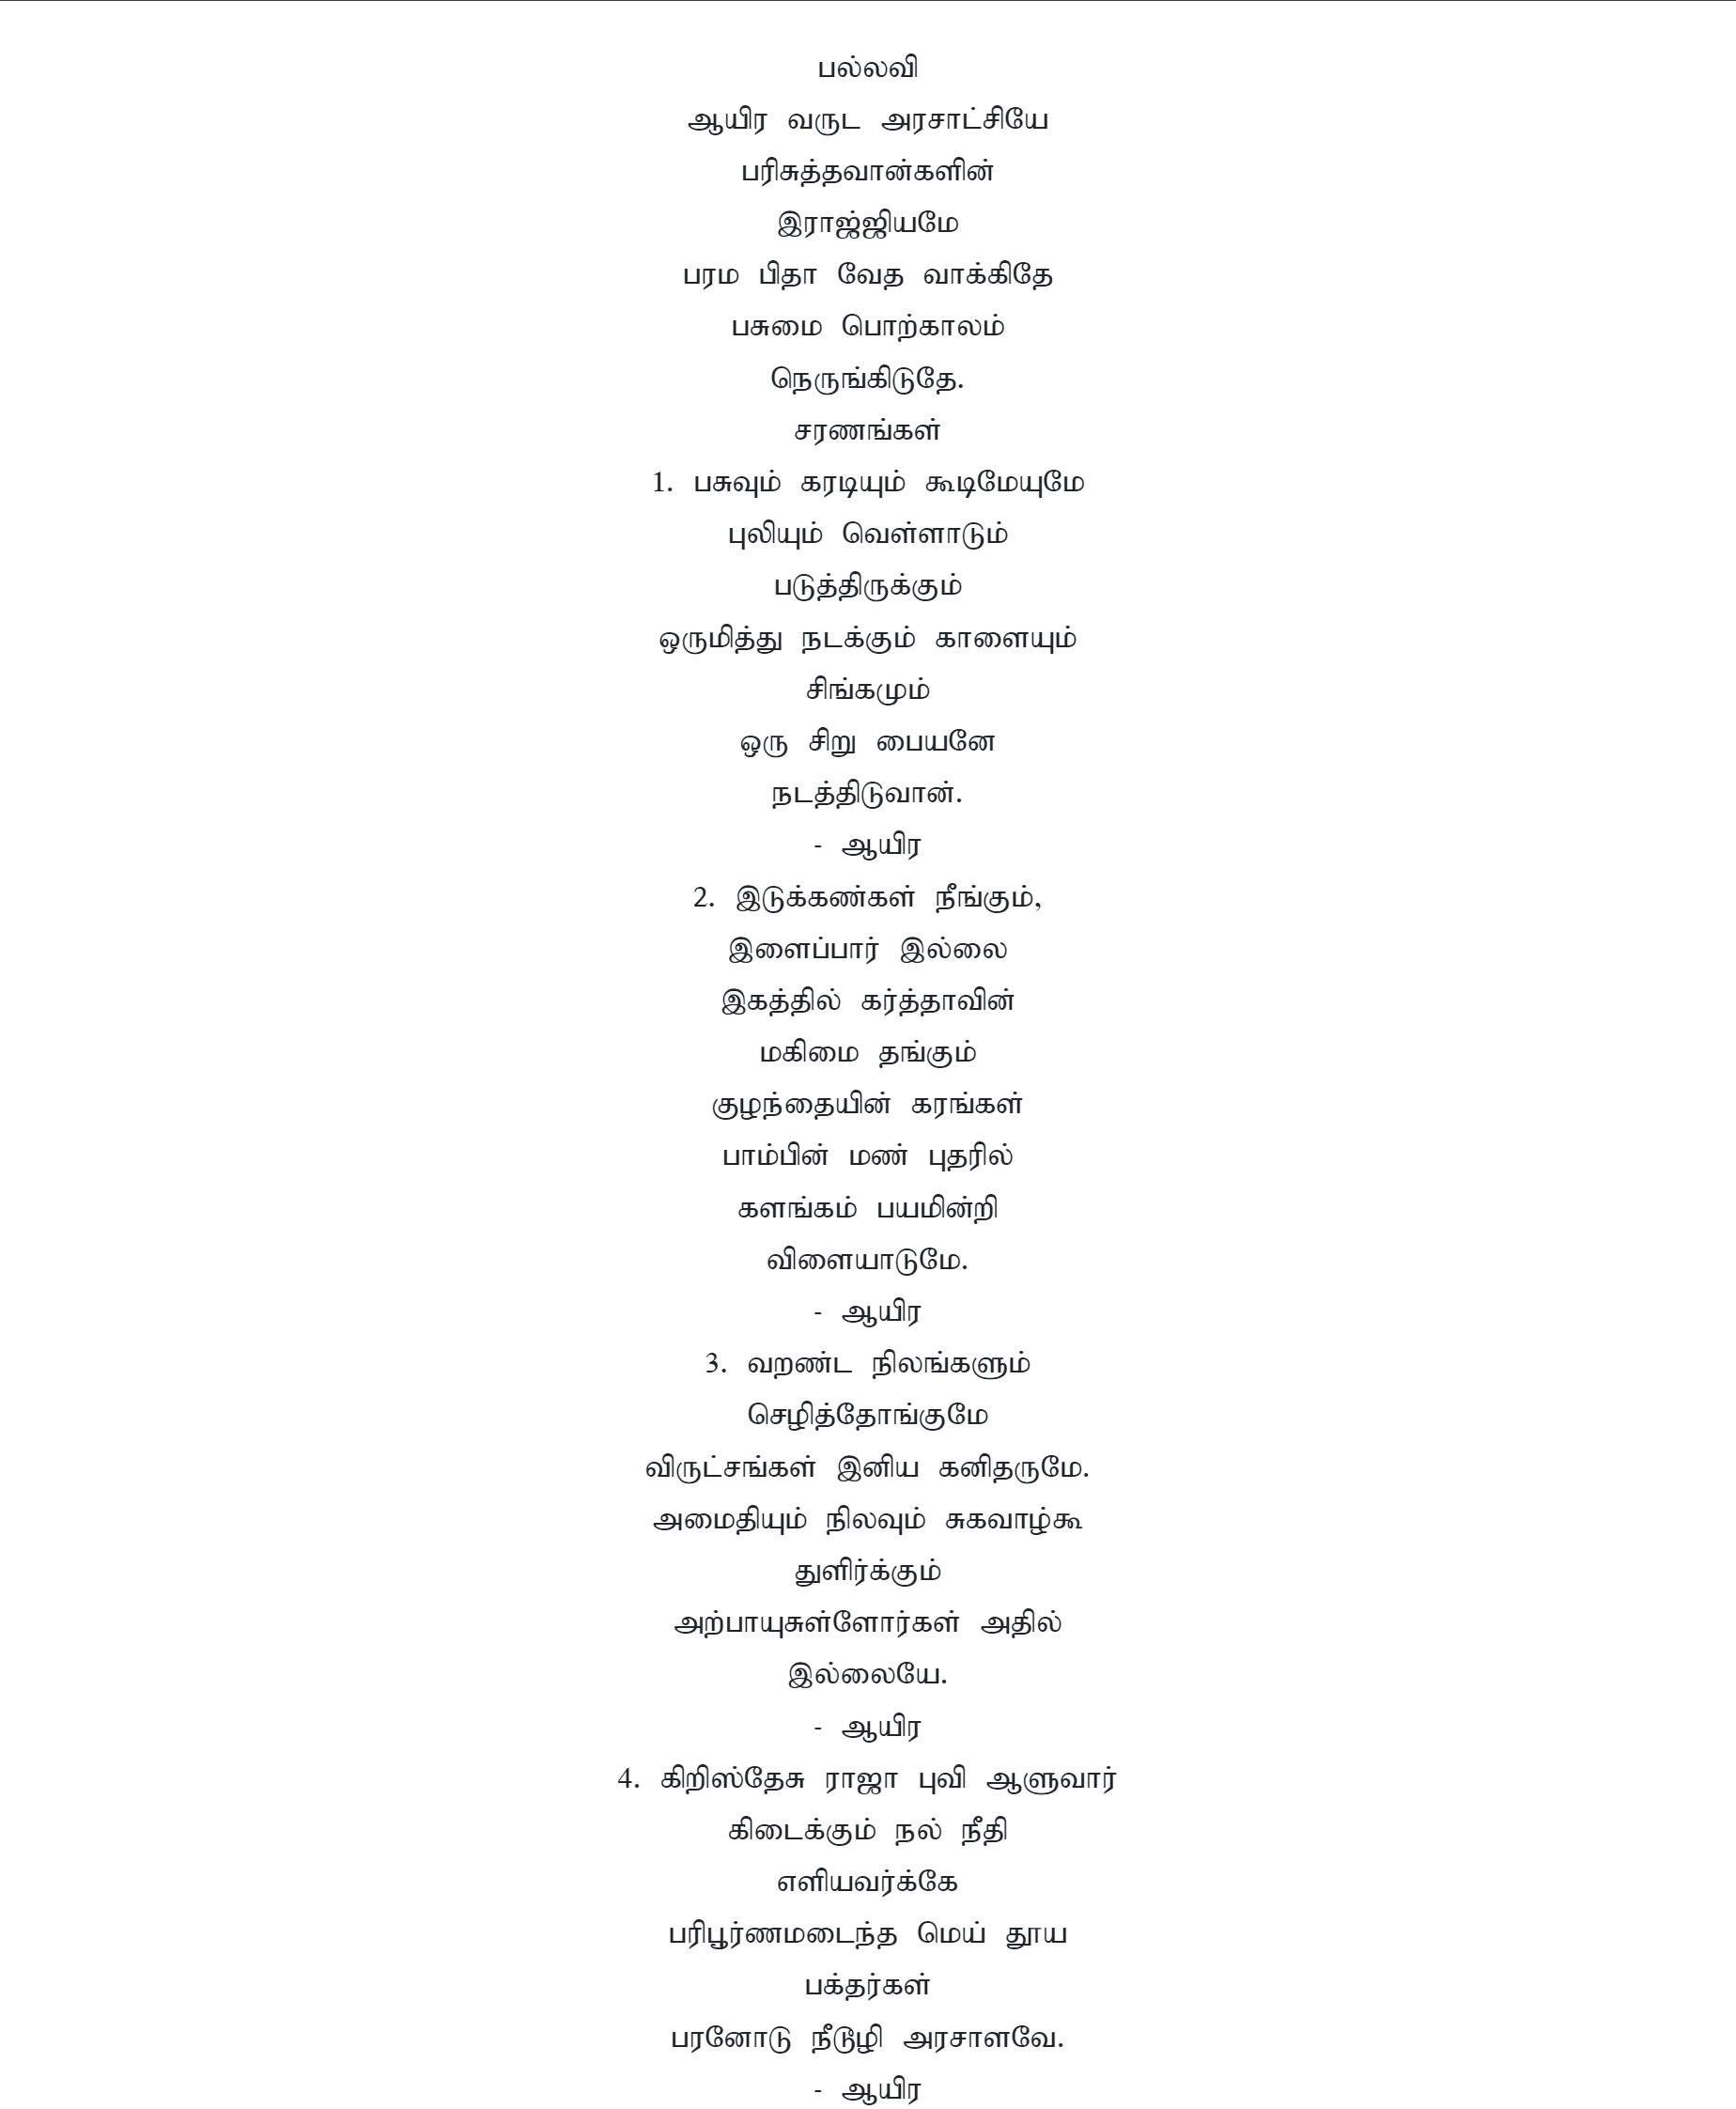 பல்லவி
ஆயிர வருட அரசாட்சியே
பரிசுத்தவான்களின்
இராஜ்ஜியமே
பரம பிதா வேத வாக்கிதே
பசுமை பொற்காலம்
நெருங்கிடுதே.
சரணங்கள்
1. பசுவும் கரடியும் கூடிமேயுமே
புலியும் வெள்ளாடும்
படுத்திருக்கும்
ஒருமித்து நடக்கும் காளையும்
சிங்கமும்
ஒரு சிறு பையனே
நடத்திடுவான்.
- ஆயிர
2. இடுக்கண்கள் நீங்கும்,
இளைப்பார் இல்லை
இகத்தில் கர்த்தாவின்
மகிமை தங்கும்
குழந்தையின் கரங்கள்
பாம்பின் மண் புதரில்
களங்கம் பயமின்றி
விளையாடுமே.
- ஆயிர
3. வறண்ட நிலங்களும்
செழித்தோங்குமே
விருட்சங்கள் இனிய கனிதருமே.
அமைதியும் நிலவும் சுகவாழ்கூ
துளிர்க்கும்
அற்பாயுசுள்ளோர்கள் அதில்
இல்லையே.
- ஆயிர
4. கிறிஸ்தேசு ராஜா புவி ஆளுவார்
கிடைக்கும் நல் நீதி
எளியவர்க்கே
பரிபூர்ணமடைந்த மெய் தூய
பக்தர்கள்
பரனோடு நீடூழி அரசாளவே.
- ஆயிர